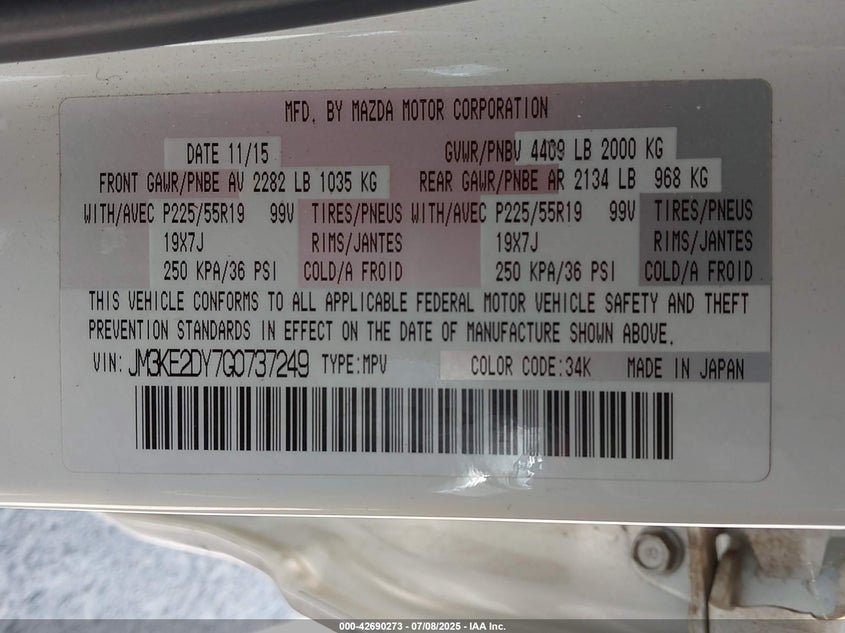 MFD. BY MAZDA MOTOR CORPORATION
DATE 11/15 GVWR/PNBV 4409 LB 2000 KG
FRONT GAWR/PNBE AV 2282 LB 1035 KG REAR GAWR/PNBE AR 2134 LB 968 KG
WITH/AVEC P225/55R19 99V TIRES/PNEUS WITH/AVEC P225/55R19 99V TIRES/PNEUS
19X7J RIMS/JANTES 19X7J RIMS/JANTES
250 KPA/36 PSI COLD/A FROID 250 KPA/36 PSI COLD/A FROID
THIS VEHICLE CONFORMS TO ALL APPLICABLE FEDERAL MOTOR VEHICLE SAFETY AND THEFT
PREVENTION STANDARDS IN EFFECT ON THE DATE OF MANUFACTURE SHOWN ABOVE.
VIN: JM3KE2DY7G0737249 TYPE:MPV COLOR CODE:34K MADE IN JAPAN
000-42690273 - 07/08/2025 - IAA Inc.